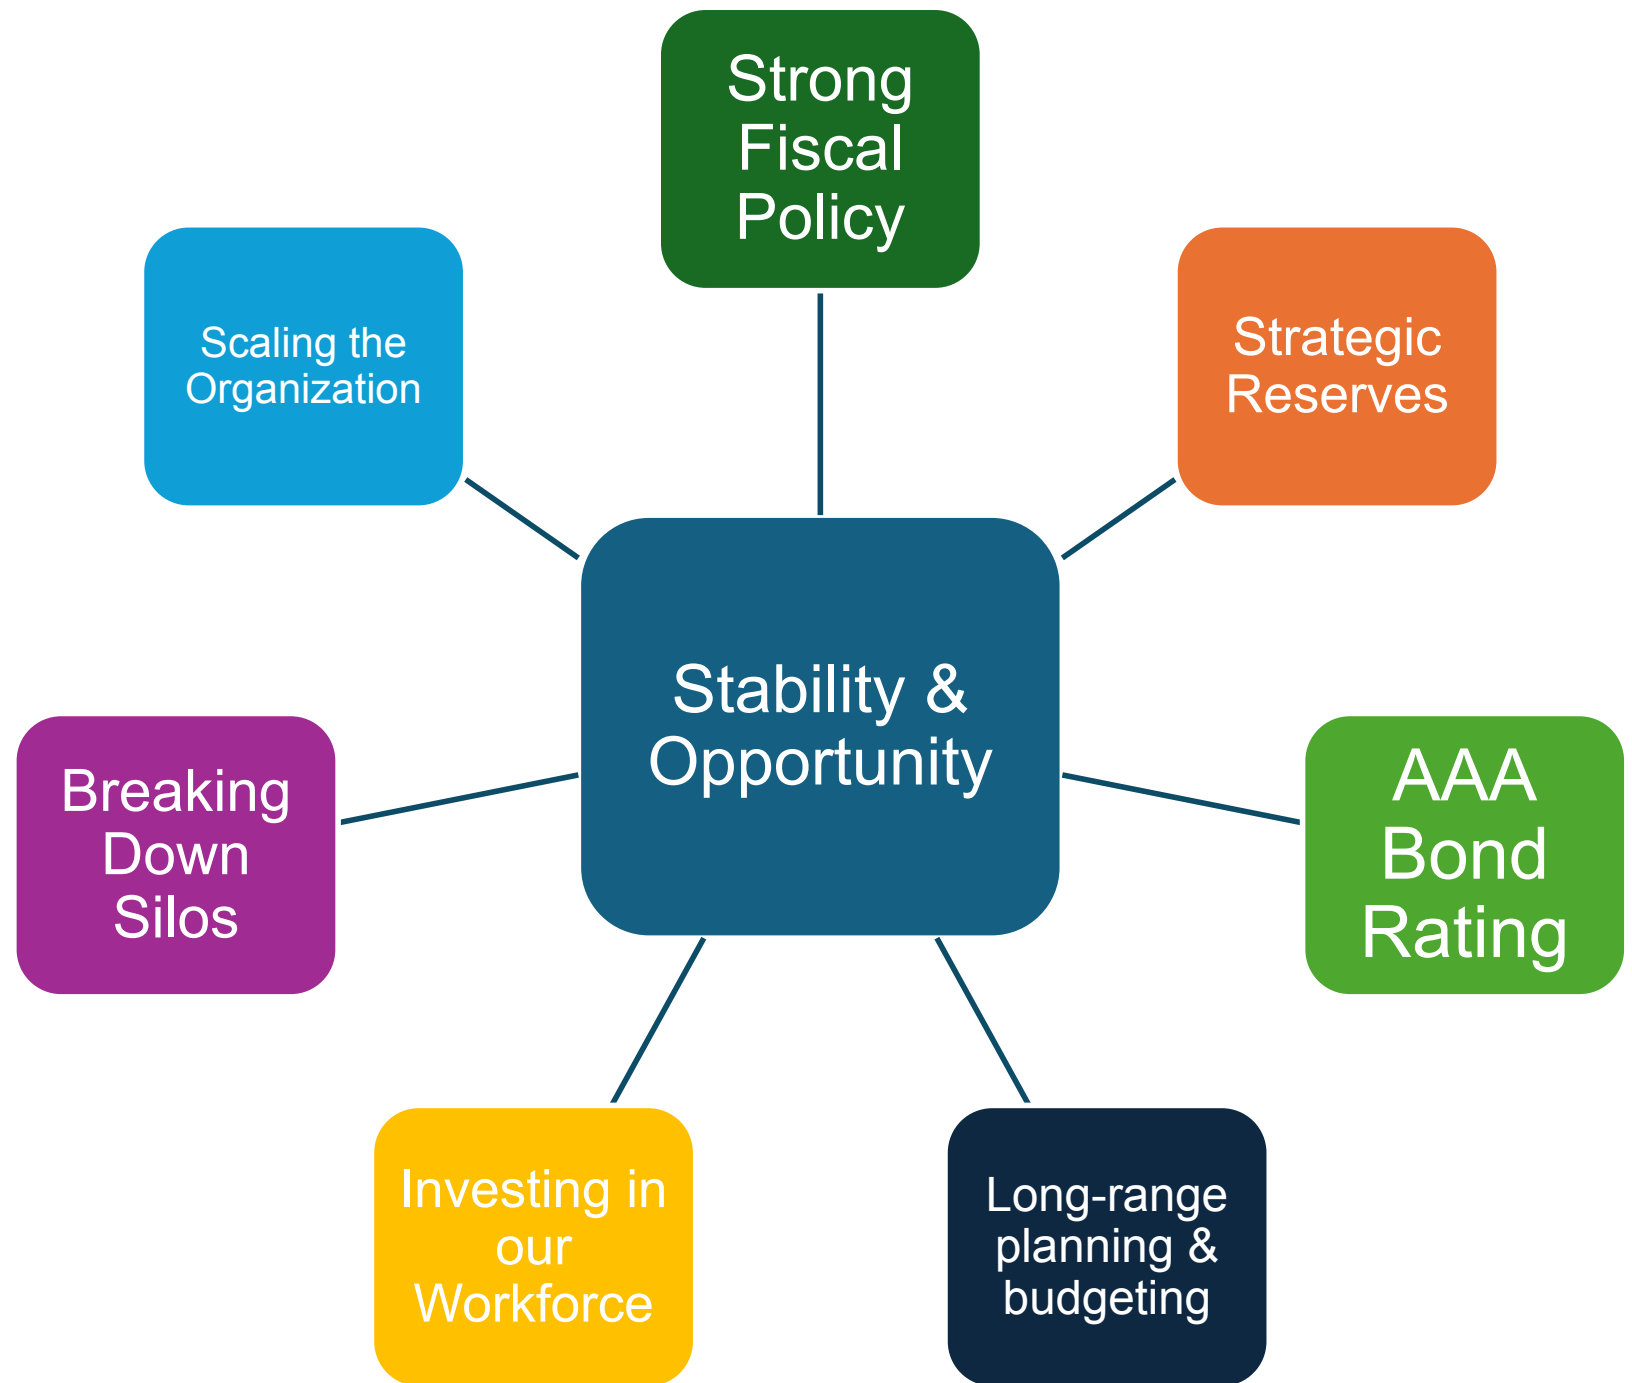 Strong
Fiscal
Policy
Strategic
Reserves
AAA
Bond
Rating
Long-range
planning &
budgeting
Investing in
our
Workforce
Breaking
Down
Silos
Scaling the
Organization
Stability &
Opportunity